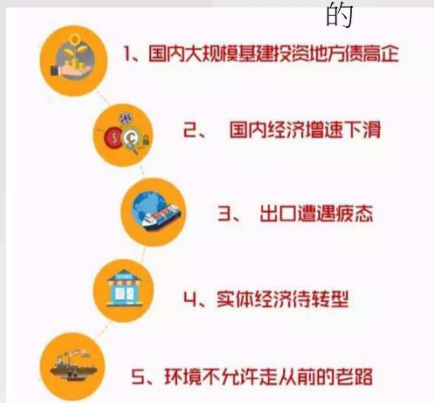 的
1、国内大规模基建投资地方债高企
2、 国内经济增速下滑
3、 出口遭遇疲态
4、实体经济待转型
5、环境不允许走从前的老路